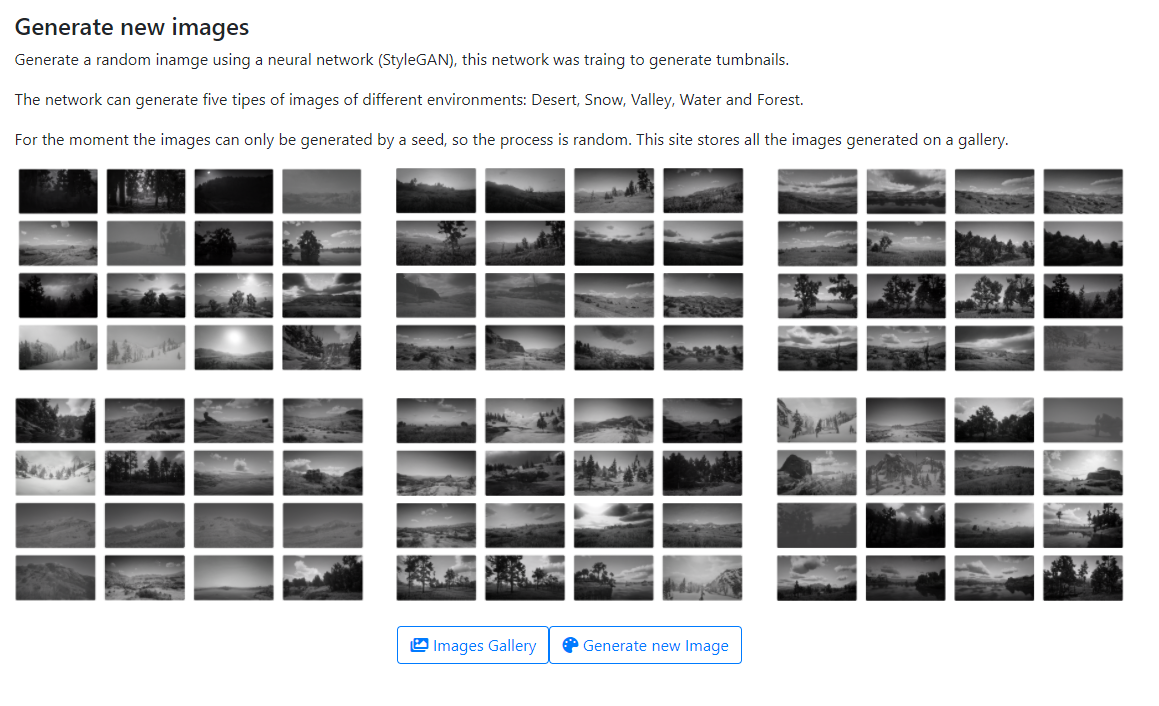 Generate new images
Generate a random inamge using a neural network (StyleGAN), this network was traing to generate tumbnails.
The network can generate five tipes of images of different environments: Desert, Snow, Valley, Water and Forest.
For the moment the images can only be generated by a seed, so the process is random. This site stores all the images generated on a gallery.
Images Gallery
Generate new Image